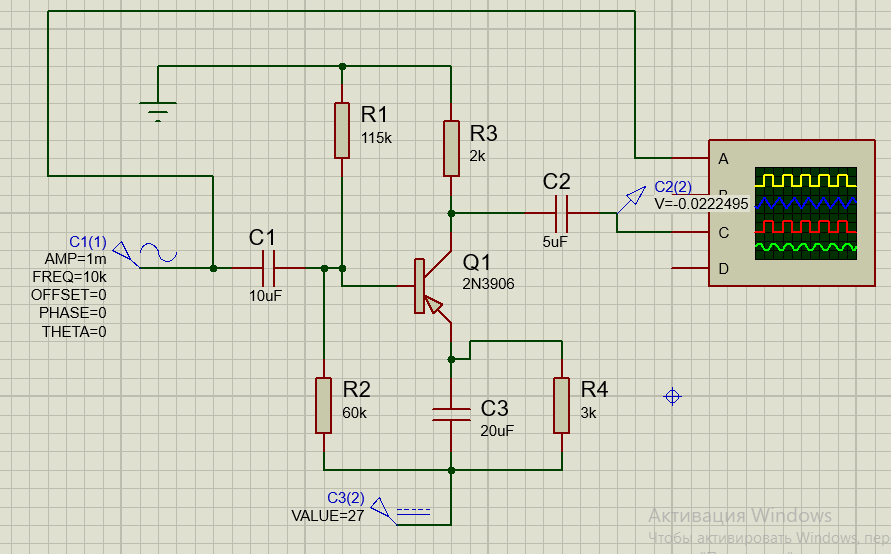 R1
115k
R3
2k
C2
5uF
C2(2)
V=-0.0222495
A
C
D
C1(1)
AMP=1m
FREQ=10k
OFFSET=0
PHASE=0
THETA=0
C1
10uF
Q1
2N3906
R2
60k
C3
20uF
R4
3k
C3(2)
VALUE=27
Активация Windows
Чтобы активировать Windows, пер